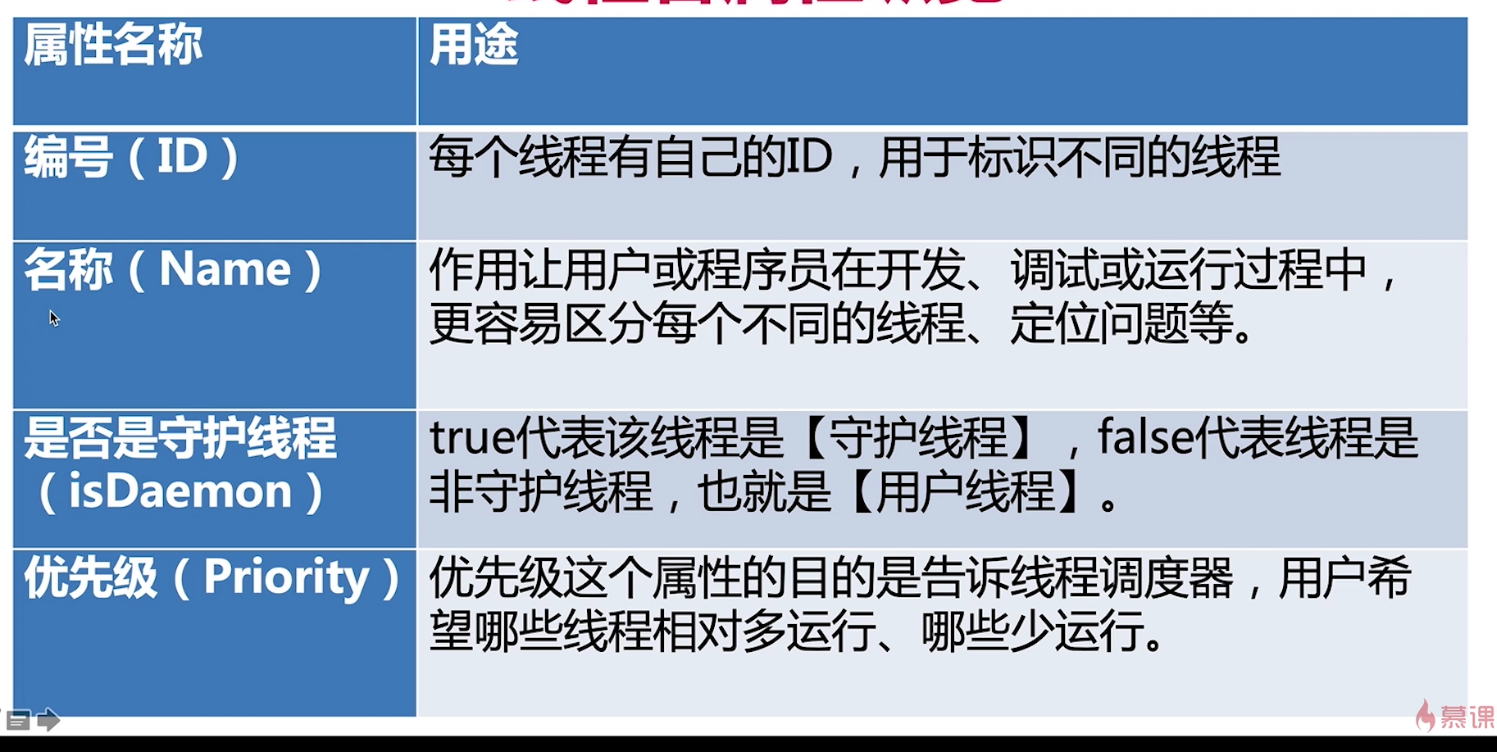 属性名称
用途
编号（ID）
每个线程有自己的ID，用于标识不同的线程
名称（Name）
作用让用户或程序员在开发、调试或运行过程中，
更容易区分每个不同的线程、定位问题等。
是否是守护线程
（isDaemon）
true代表该线程是【守护线程】，false代表线程是
非守护线程，也就是【用户线程】。
优先级（Priority）
优先级这个属性的目的是告诉线程调度器，用户希
望哪些线程相对多运行、哪些少运行。
慕课